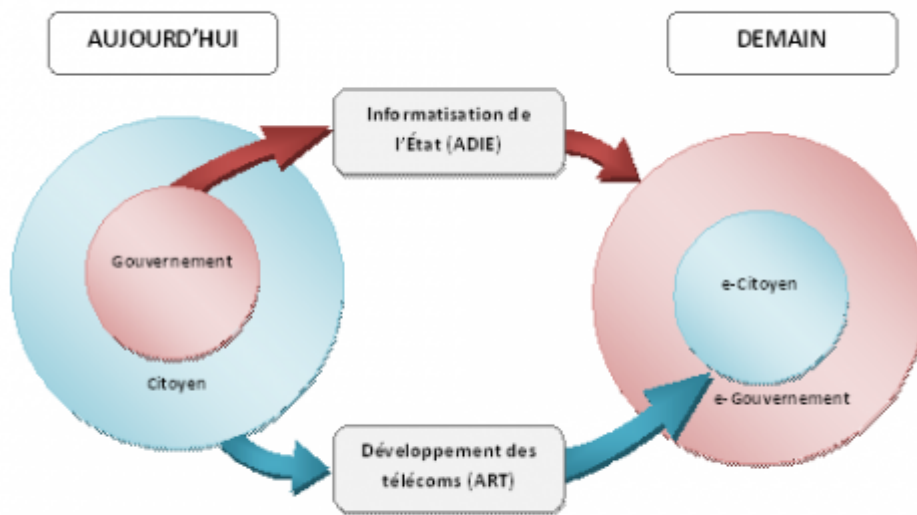 AUJOURD'HUI
DEMAIN
Informatisation de
l'État (ADIE)
Gouvernement
Citoyen
e-Citoyen
e-Gouvernement
Développement des
télécoms (ART)